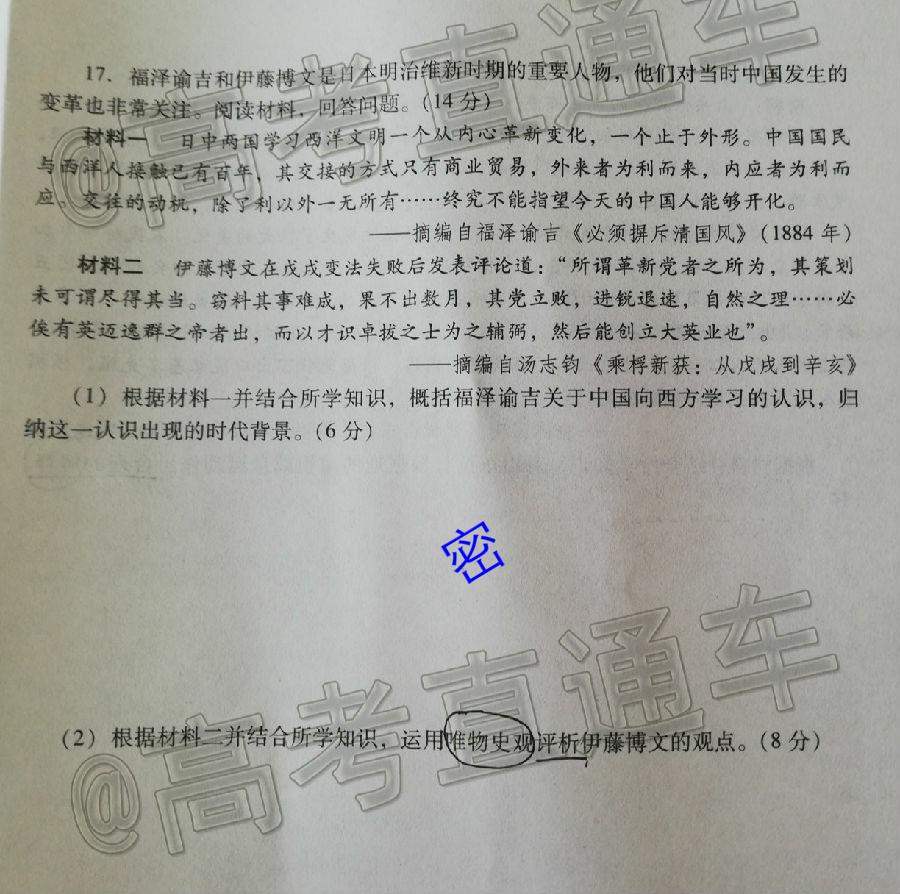 17. 福泽谕吉和伊藤博文是日本明治维新时期的重要人物，他们对当时中国发生的
变革也非常关注。阅读材料，回答问题。(14分)
材料一 日中两国学习西洋文明一个从内心革新变化，一个止于外形。中国国民
与西洋人接触已有百年，其交接的方式只有商业贸易，外来者为利而来，内应者为利而
应。交往的动机，除了利以外一无所有……终究不能指望今天的中国人能够开化。
——摘编自福泽谕吉《必须摒斥清国风》(1884年)
材料二 伊藤博文在戊戌变法失败后发表评论道：“所谓革新党者之所为，其策划
未可谓尽得其当。窃料其事难成，果不出数月，其党立败，进锐退速，自然之理……必
俟有英迈逸群之帝者出，而以才识卓拔之士为之辅弼，然后能创立大英业也”。
——摘编自汤志钧《乘桴新获：从戊戌到辛亥》
(1) 根据材料一并结合所学知识，概括福泽谕吉关于中国向西方学习的认识，归
纳这一认识出现的时代背景。(6分)
密
(2) 根据材料二并结合所学知识，运用唯物史观评析伊藤博文的观点。(8分)
@高考直通车
@高考直通车